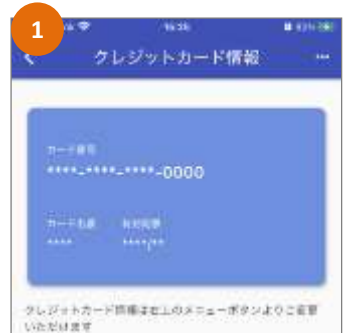 1
16:26
クレジットカード情報
カード番号
****-****-****-0000
カード名義 有効期限
**** ****/**
クレジットカード情報は右上のメニューボタンよりご変更
いただけます